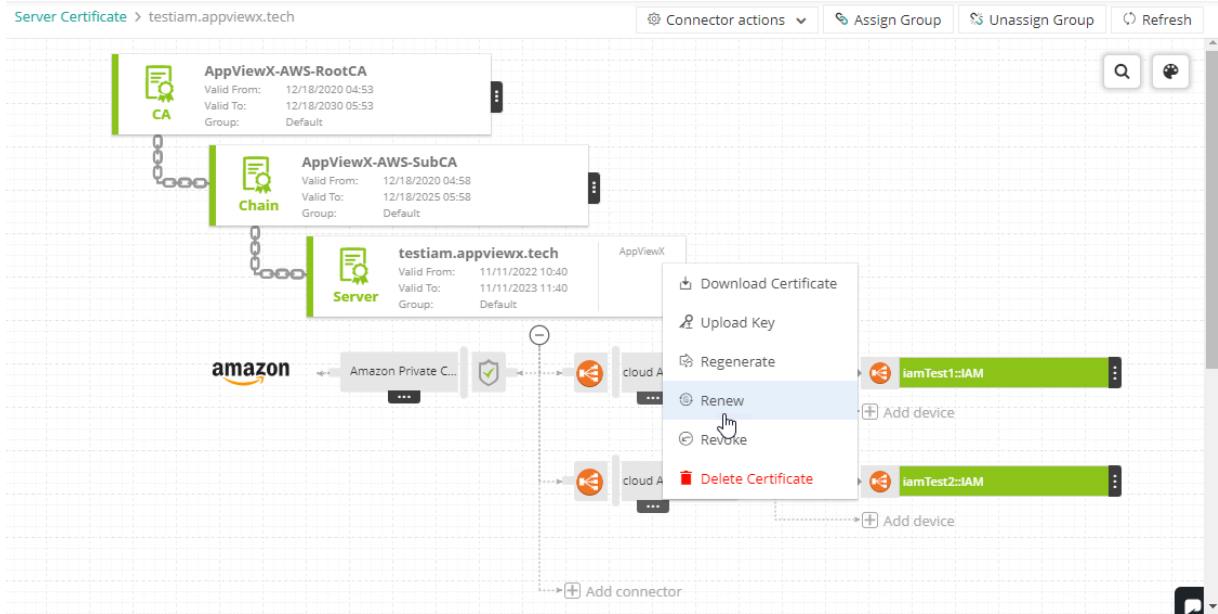 Server Certificate > testiam.appviewx.tech
Connector actions
Assign Group
Unassign Group
Refresh
AppViewX-AWS-RootCA
Valid From: 12/18/2020 04:53
Valid To: 12/18/2030 05:53
Group: Default
CA
AppViewX-AWS-SubCA
Valid From: 12/18/2020 04:58
Valid To: 12/18/2025 05:58
Group: Default
Chain
testiam.appviewx.tech
Valid From: 11/11/2022 10:40
Valid To: 11/11/2023 11:40
Group: Default
Server
AppViewX
Download Certificate
Upload Key
Regenerate
Renew
Revoke
Delete Certificate
amazon
Amazon Private C...
cloud A
iamTest1::IAM
Add device
cloud A
iamTest2::IAM
Add device
Add connector